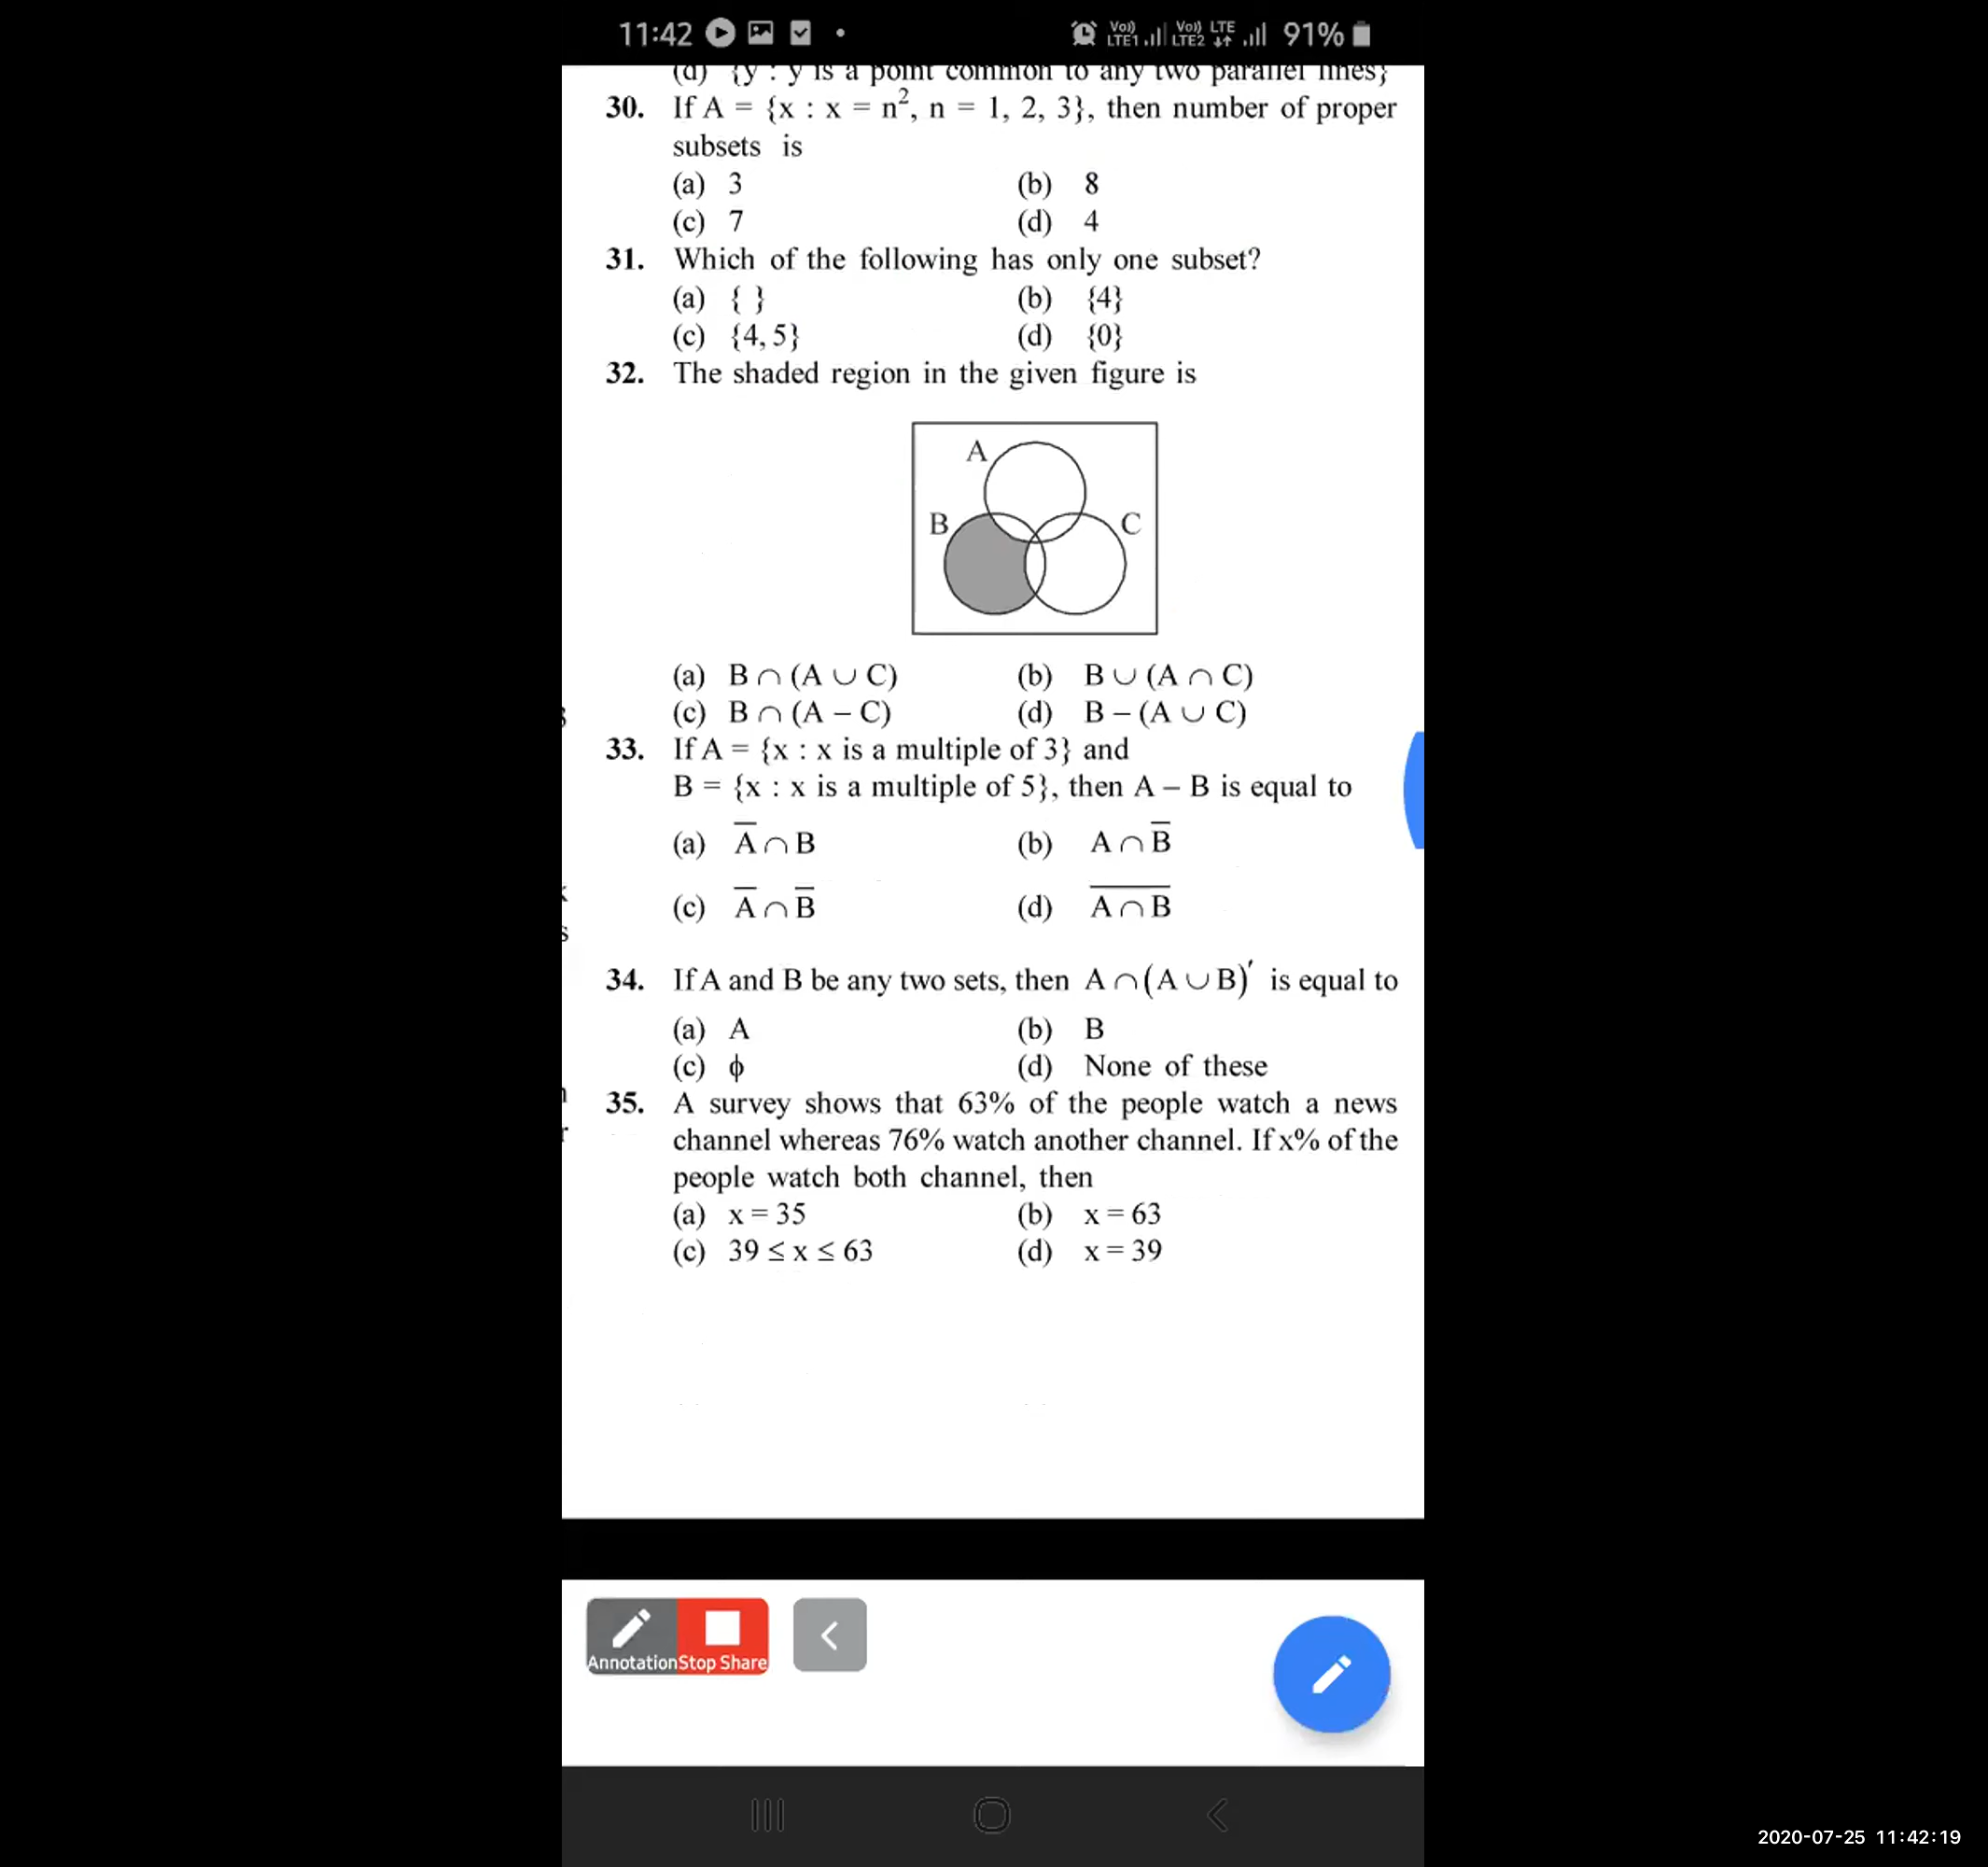 11:42
Vo)) LTE1 Vo)) LTE LTE2 91%
(d) {y : y is a point common to any two parallel lines}
30. If A = {x : x = n², n = 1, 2, 3}, then number of proper
subsets is
(a) 3 (b) 8
(c) 7 (d) 4
31. Which of the following has only one subset?
(a) { } (b) {4}
(c) {4, 5} (d) {0}
32. The shaded region in the given figure is
A
B C
(a) B ∩ (A ∪ C) (b) B ∪ (A ∩ C)
(c) B ∩ (A – C) (d) B – (A ∪ C)
33. If A = {x : x is a multiple of 3} and
B = {x : x is a multiple of 5}, then A – B is equal to
(a) A̅ ∩ B (b) A ∩ B̅
(c) A̅ ∩ B̅ (d) A̅ ̅∩̅ ̅B̅
34. If A and B be any two sets, then A ∩ (A ∪ B)′ is equal to
(a) A (b) B
(c) ϕ (d) None of these
35. A survey shows that 63% of the people watch a news
channel whereas 76% watch another channel. If x% of the
people watch both channel, then
(a) x = 35 (b) x = 63
(c) 39 ≤ x ≤ 63 (d) x = 39
Annotation Stop Share
2020-07-25 11:42:19